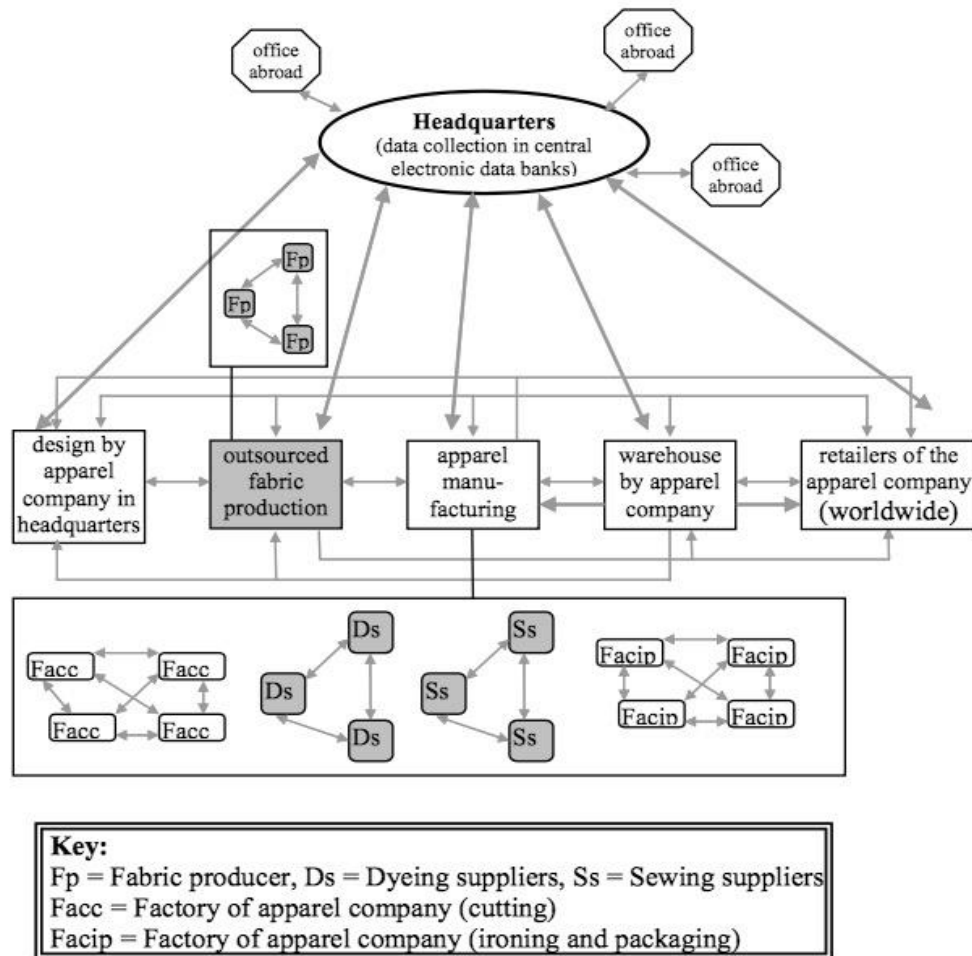 office
abroad
office
abroad
Headquarters
(data collection in central
electronic data banks)
office
abroad
Fp
Fp
Fp
design by
apparel
company in
headquarters
outsourced
fabric
production
apparel
manu-
facturing
warehouse
by apparel
company
retailers of the
apparel company
(worldwide)
Facc
Facc
Facc
Facc
Ds
Ds
Ds
Ss
Ss
Ss
Facip
Facip
Facip
Facip
Key:
Fp = Fabric producer, Ds = Dyeing suppliers, Ss = Sewing suppliers
Facc = Factory of apparel company (cutting)
Facip = Factory of apparel company (ironing and packaging)